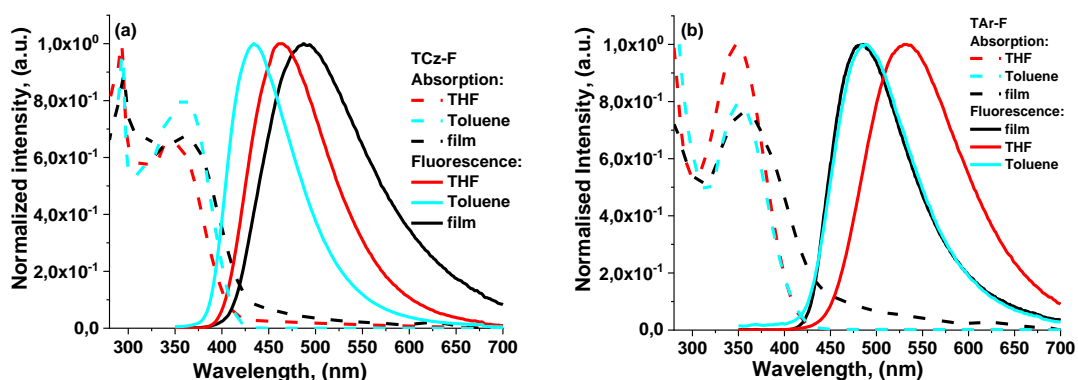 (a)
TCz-F
Absorption:
THF
Toluene
film
Fluorescence:
THF
Toluene
film
1,0x10⁰
8,0x10⁻¹
6,0x10⁻¹
4,0x10⁻¹
2,0x10⁻¹
0,0
Normalized intensity, (a.u.)
300 350 400 450 500 550 600 650 700
Wavelength, (nm)
(b)
TAr-F
Absorption:
THF
Toluene
film
Fluorescence:
film
THF
Toluene
1,0x10⁰
8,0x10⁻¹
6,0x10⁻¹
4,0x10⁻¹
2,0x10⁻¹
0,0
Normalised Intensity, (a.u.)
300 350 400 450 500 550 600 650 700
Wavelength, (nm)